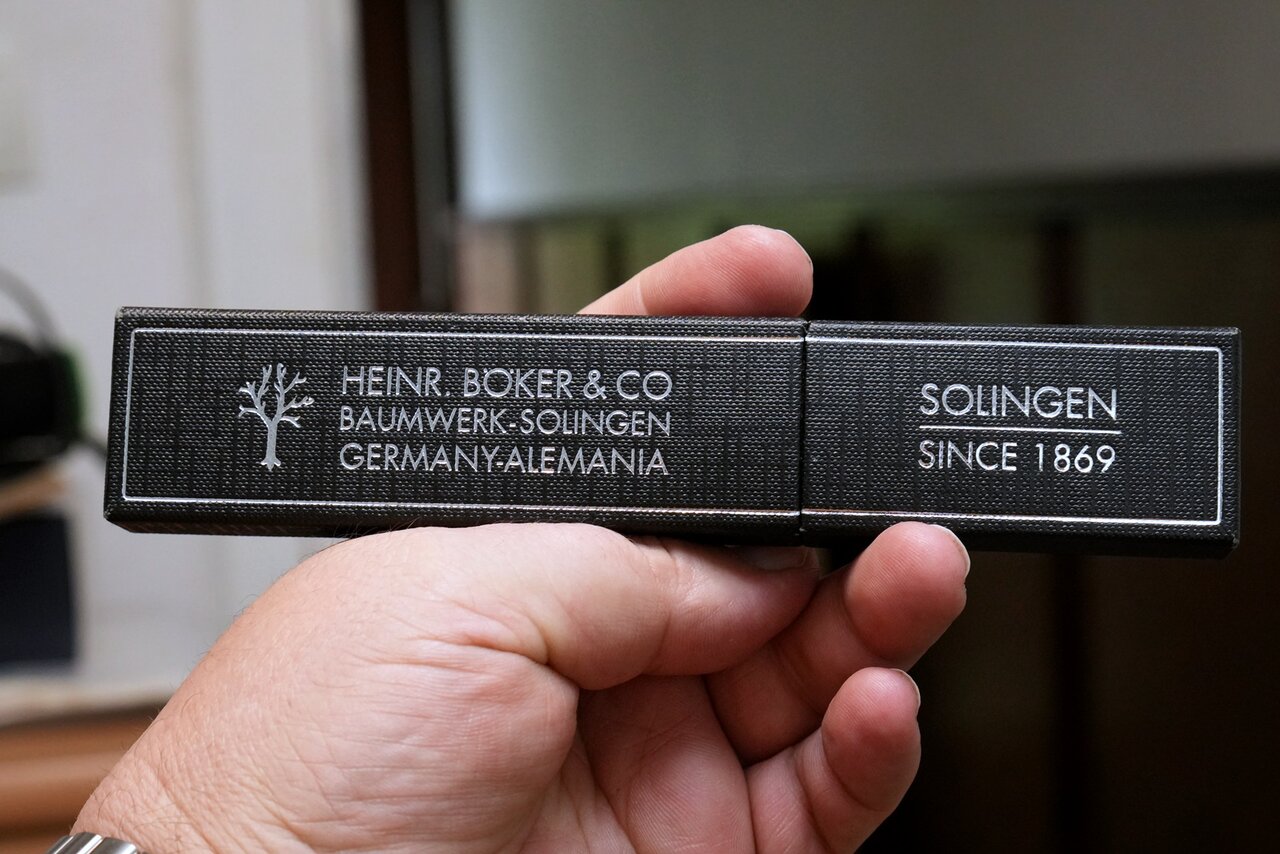 HEINR. BÖKER & CO
BAUMWERK-SOLINGEN
GERMANY-ALEMANIA
SOLINGEN
SINCE 1869